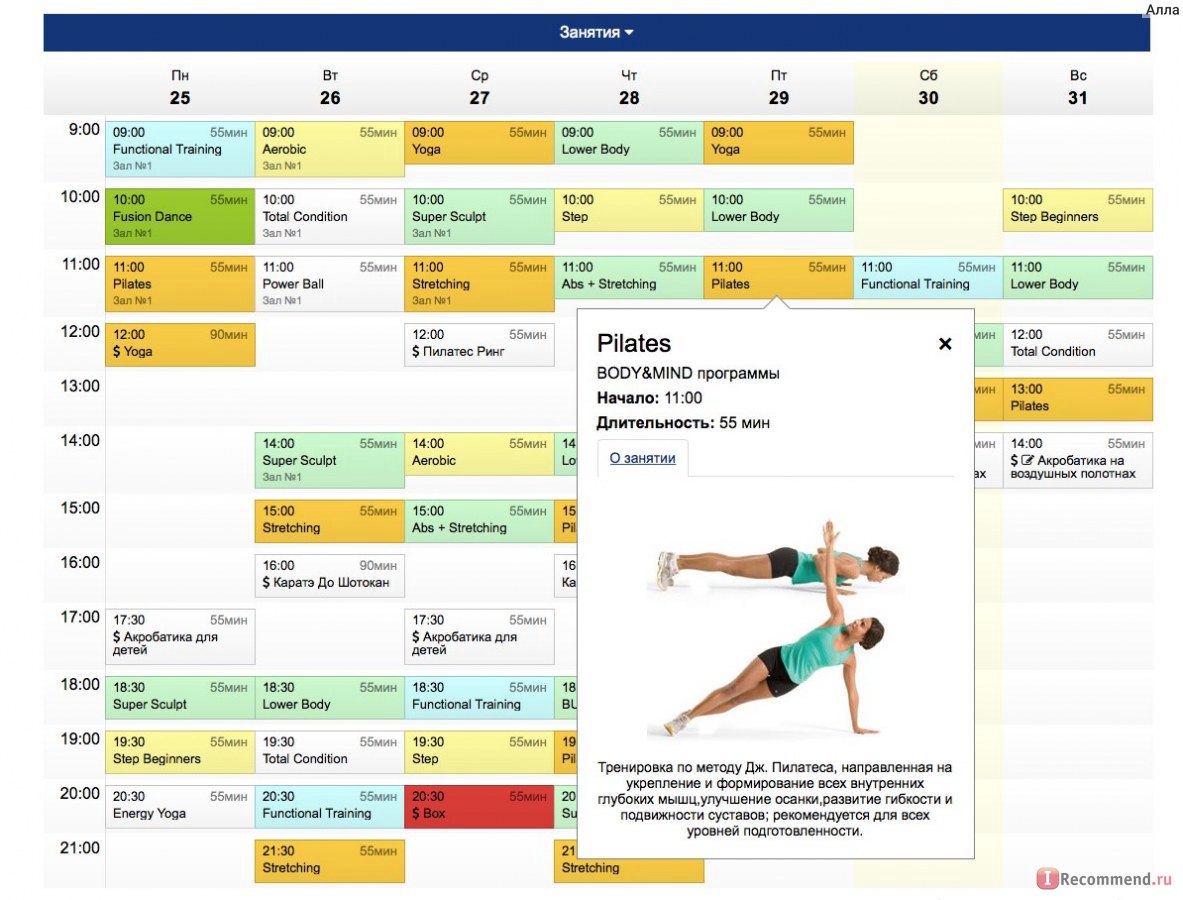 Алла
Занятия
Пн Вт Ср Чт Пт Сб Вс
25 26 27 28 29 30 31
9:00
09:00 55мин
Functional Training
Зал №1
09:00 55мин
Aerobic
Зал №1
09:00 55мин
Yoga
09:00 55мин
Lower Body
09:00 55мин
Yoga
10:00
10:00 55мин
Fusion Dance
Зал №1
10:00 55мин
Total Condition
Зал №1
10:00 55мин
Super Sculpt
Зал №1
10:00 55мин
Step
10:00 55мин
Lower Body
10:00 55мин
Step Beginners
11:00
11:00 55мин
Pilates
Зал №1
11:00 55мин
Power Ball
Зал №1
11:00 55мин
Stretching
Зал №1
11:00 55мин
Abs + Stretching
11:00 55мин
Pilates
11:00 55мин
Functional Training
11:00 55мин
Lower Body
12:00
12:00 90мин
$ Yoga
12:00 55мин
$ Пилатес Ринг
мин
12:00 55мин
Total Condition
13:00
мин
13:00 55мин
Pilates
14:00
14:00 55мин
Super Sculpt
Зал №1
14:00 55мин
Aerobic
14
Lo
мин
ах
14:00 55мин
$ Акробатика на
воздушных полотнах
15:00
15:00 55мин
Stretching
15:00 55мин
Abs + Stretching
15
Pil
16:00
16:00 90мин
$ Каратэ До Шотокан
16
Ка
17:00
17:30 55мин
$ Акробатика для
детей
17:30 55мин
$ Акробатика для
детей
18:00
18:30 55мин
Super Sculpt
18:30 55мин
Lower Body
18:30 55мин
Functional Training
18
BU
19:00
19:30 55мин
Step Beginners
19:30 55мин
Total Condition
19:30 55мин
Step
19
Pil
20:00
20:30 55мин
Energy Yoga
20:30 55мин
Functional Training
20:30 55мин
$ Box
20
Su
21:00
21:30 55мин
Stretching
21
Stretching
Pilates
BODY&MIND программы
Начало: 11:00
Длительность: 55 мин
О занятии
Тренировка по методу Дж. Пилатеса, направленная на
укрепление и формирование всех внутренних
глубоких мышц,улучшение осанки,развитие гибкости и
подвижности суставов; рекомендуется для всех
уровней подготовленности.
IRecommend.ru